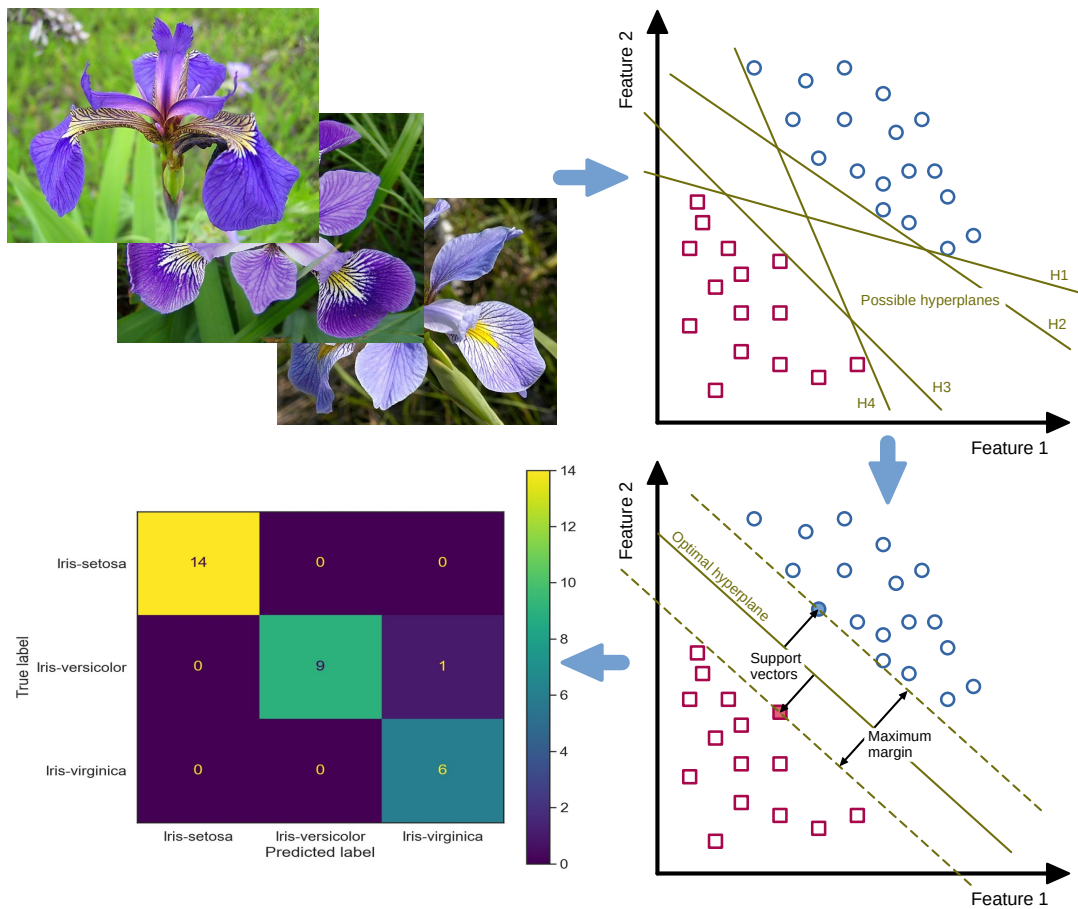 Feature 2
H1
Possible hyperplanes
H2
H3
H4
Feature 1
14
12
10
8
6
4
2
0
True label
Iris-setosa
14
0
0
Iris-versicolor
0
9
1
Iris-virginica
0
0
6
Iris-setosa
Iris-versicolor
Iris-virginica
Predicted label
Feature 2
Optimal hyperplane
Support
vectors
Maximum
margin
Feature 1